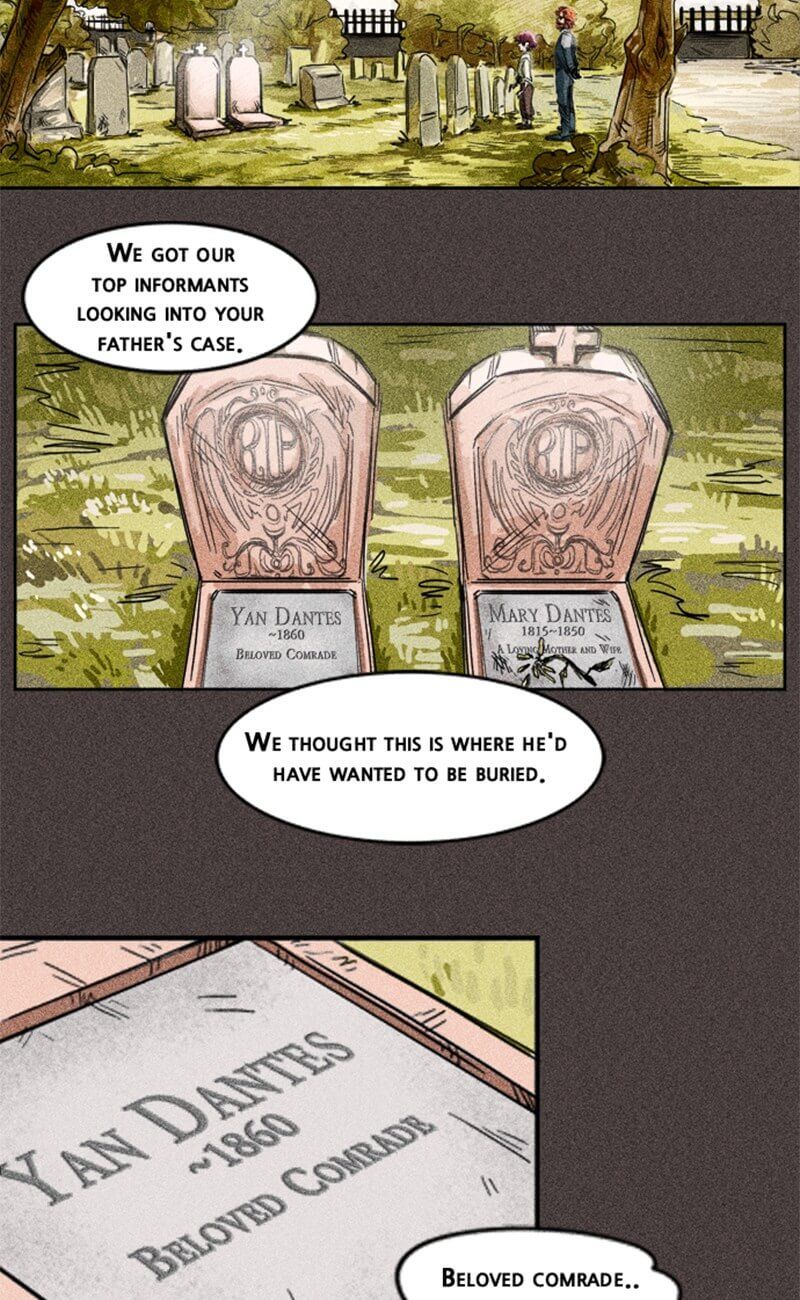 We got our
top informants
looking into your
father's case.
RIP
Yan Dantes
~1860
Beloved Comrade
RIP
Mary Dantes
1815~1850
A Loving Mother and Wife
We thought this is where he'd
have wanted to be buried.
Yan Dantes
~1860
Beloved Comrade
Beloved comrade..